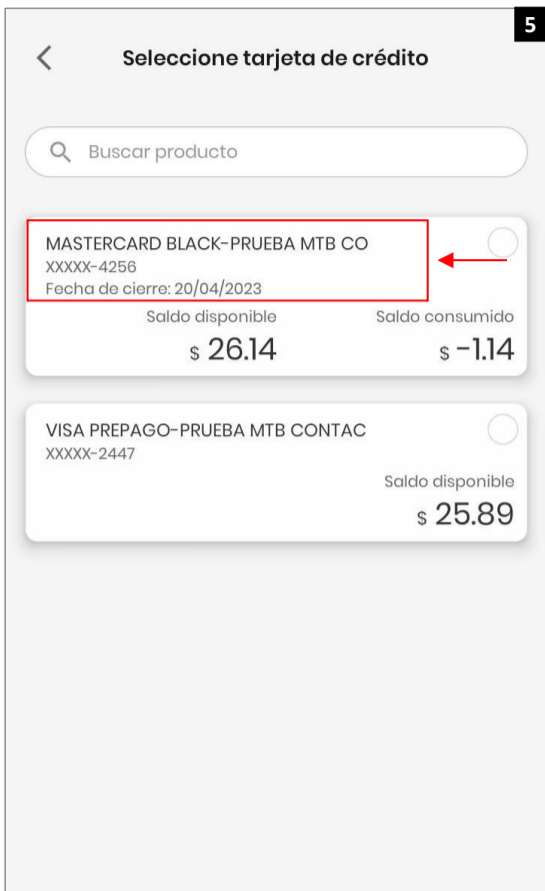 5
Seleccione tarjeta de crédito
Buscar producto
MASTERCARD BLACK-PRUEBA MTB CO
XXXXX-4256
Fecha de cierre: 20/04/2023
Saldo disponible Saldo consumido
$ 26.14 $ -1.14
VISA PREPAGO-PRUEBA MTB CONTAC
XXXXX-2447
Saldo disponible
$ 25.89